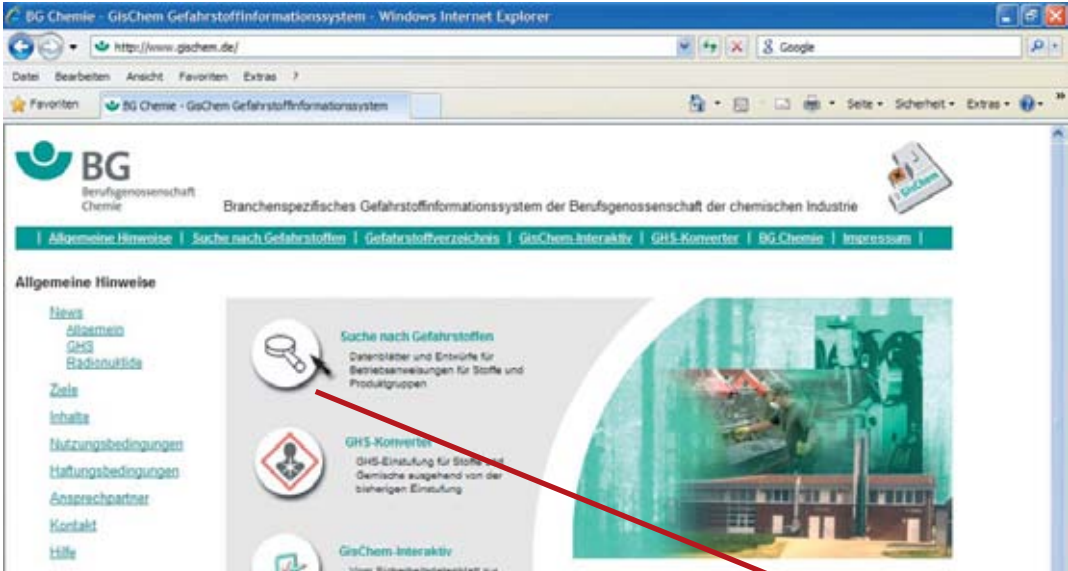 BG Chemie - GisChem Gefahrstoffinformationssystem - Windows Internet Explorer
http://www.gischem.de/
Google
Datei Bearbeiten Ansicht Favoriten Extras ?
Favoriten
BG Chemie - GisChem Gefahrstoffinformationssystem
Seite
Sicherheit
Extras
BG
Berufsgenossenschaft
Chemie
Branchenspezifisches Gefahrstoffinformationssystem der Berufsgenossenschaft der chemischen Industrie
GisChem
| Allgemeine Hinweise | Suche nach Gefahrstoffen | Gefahrstoffverzeichnis | GisChem-Interaktiv | GHS-Konverter | BG Chemie | Impressum |
Allgemeine Hinweise
News
Allgemein
GHS
Radionuklide
Ziele
Inhalte
Nutzungsbedingungen
Haftungsbedingungen
Ansprechpartner
Kontakt
Hilfe
Suche nach Gefahrstoffen
Datenblätter und Entwürfe für
Betriebsanweisungen für Stoffe und
Produktgruppen
GHS-Konverter
GHS-Einstufung für Stoffe und
Gemische ausgehend von der
bisherigen Einstufung
GisChem-Interaktiv
Vom Sicherheitsdatenblatt zur